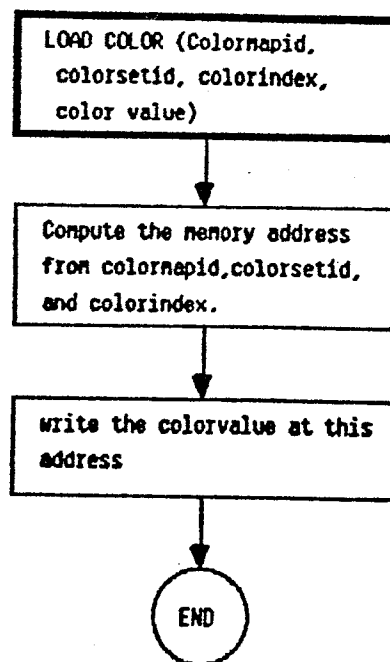 LOAD COLOR (Colormapid,
colorsetid, colorindex,
color value)
Compute the memory address
from colormapid,colorsetid,
and colorindex.
write the colorvalue at this
address
END